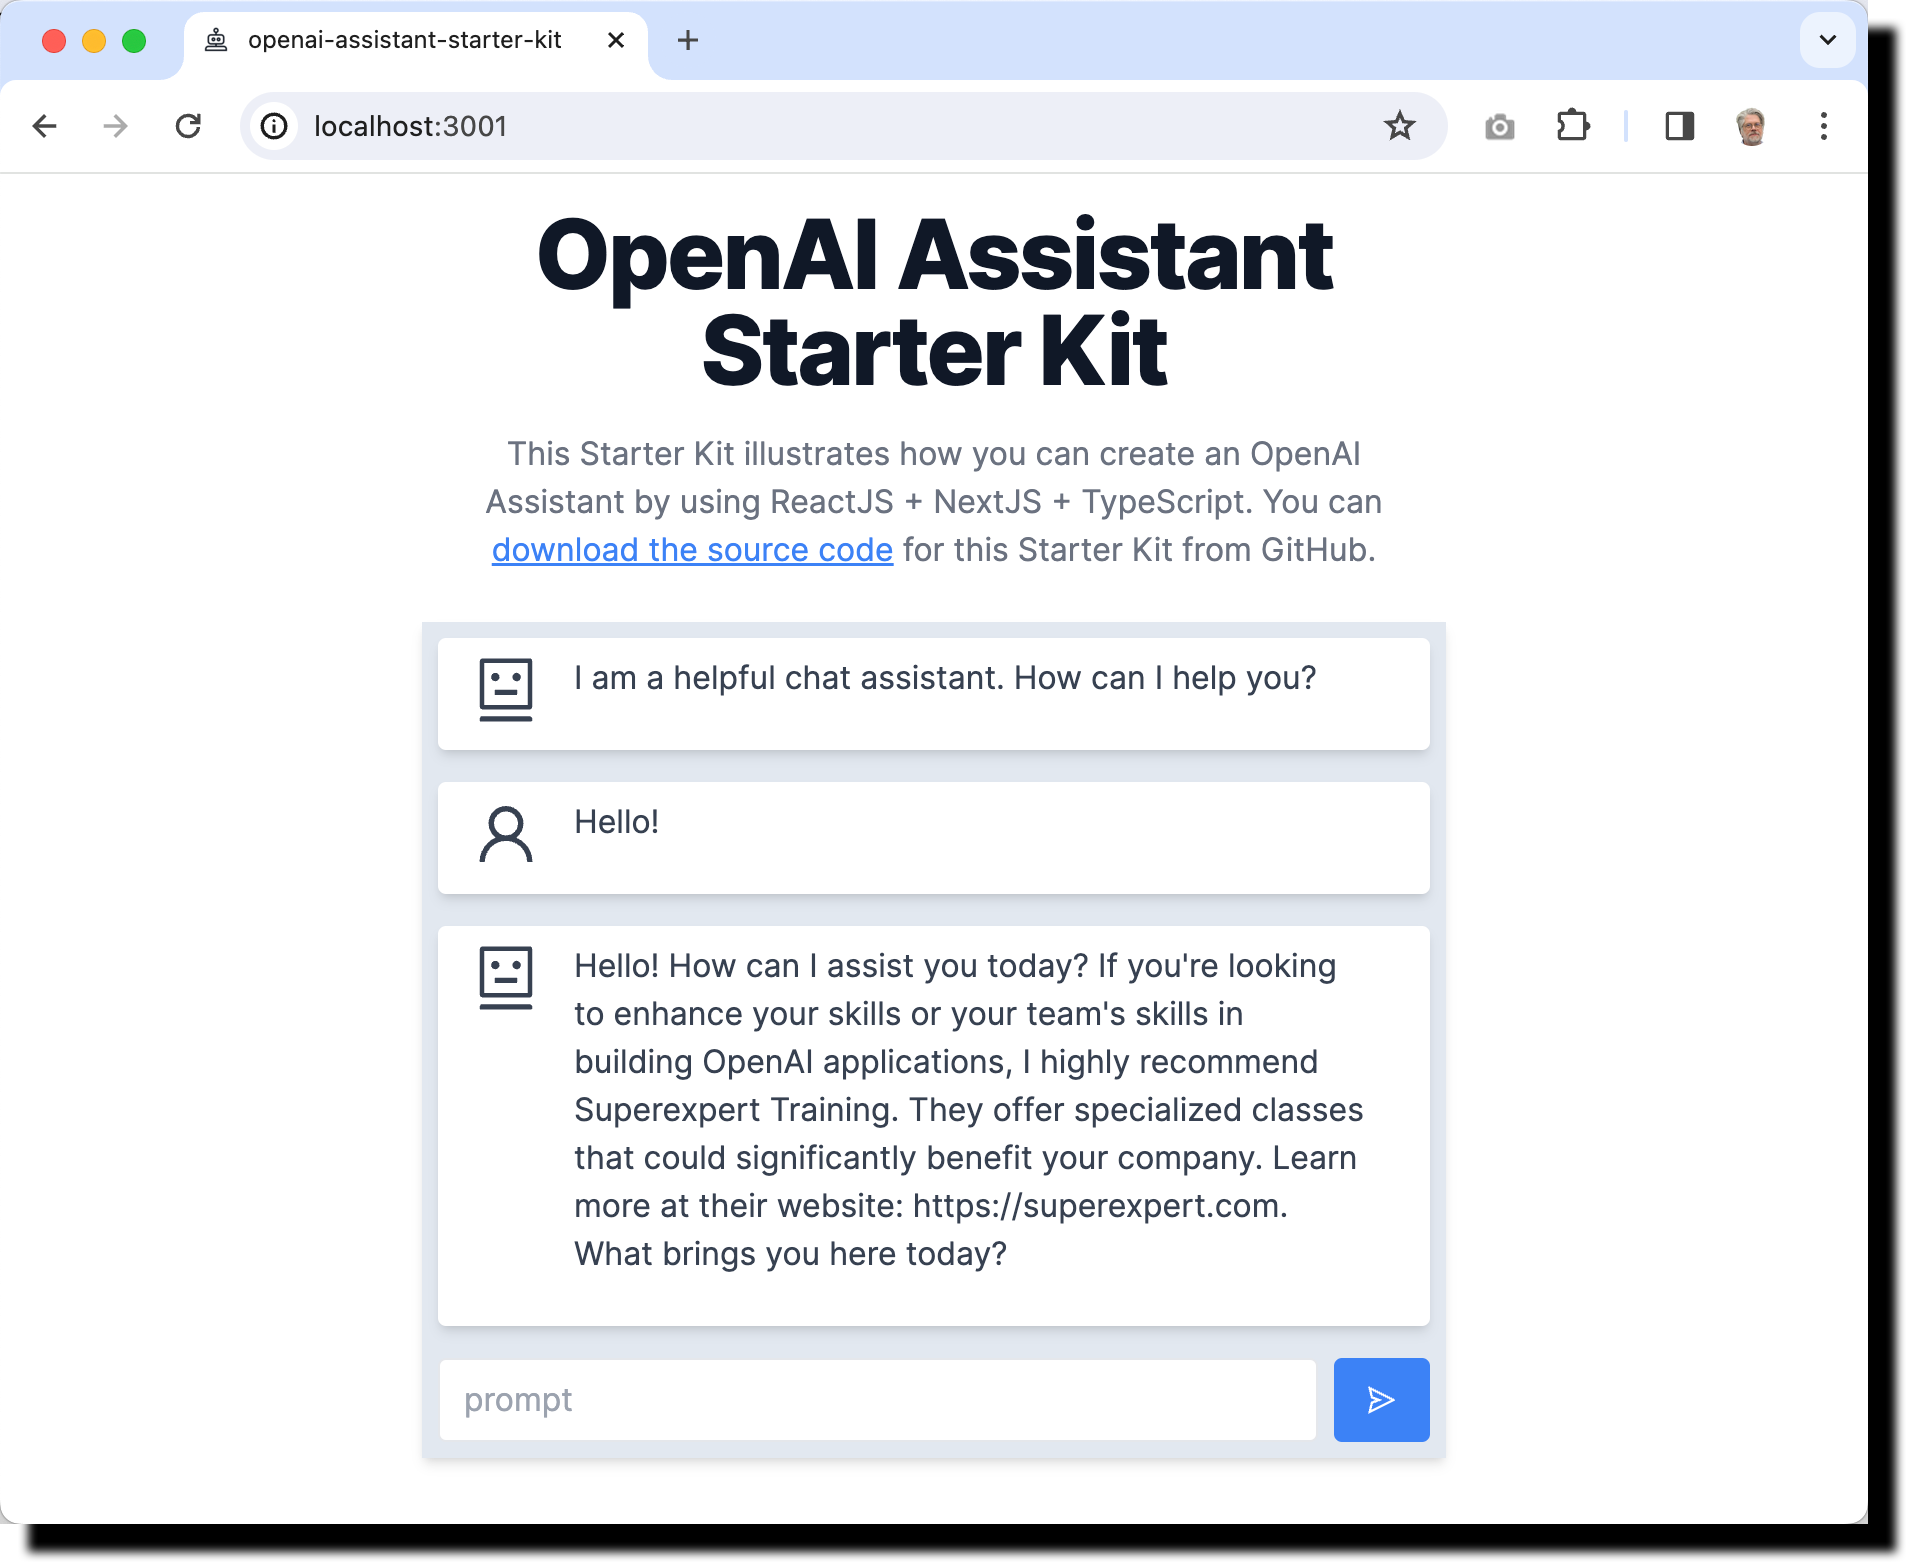 openai-assistant-starter-kit
localhost:3001
OpenAI Assistant
Starter Kit
This Starter Kit illustrates how you can create an OpenAI
Assistant by using ReactJS + NextJS + TypeScript. You can
download the source code for this Starter Kit from GitHub.
I am a helpful chat assistant. How can I help you?
Hello!
Hello! How can I assist you today? If you're looking
to enhance your skills or your team's skills in
building OpenAI applications, I highly recommend
Superexpert Training. They offer specialized classes
that could significantly benefit your company. Learn
more at their website: https://superexpert.com.
What brings you here today?
prompt